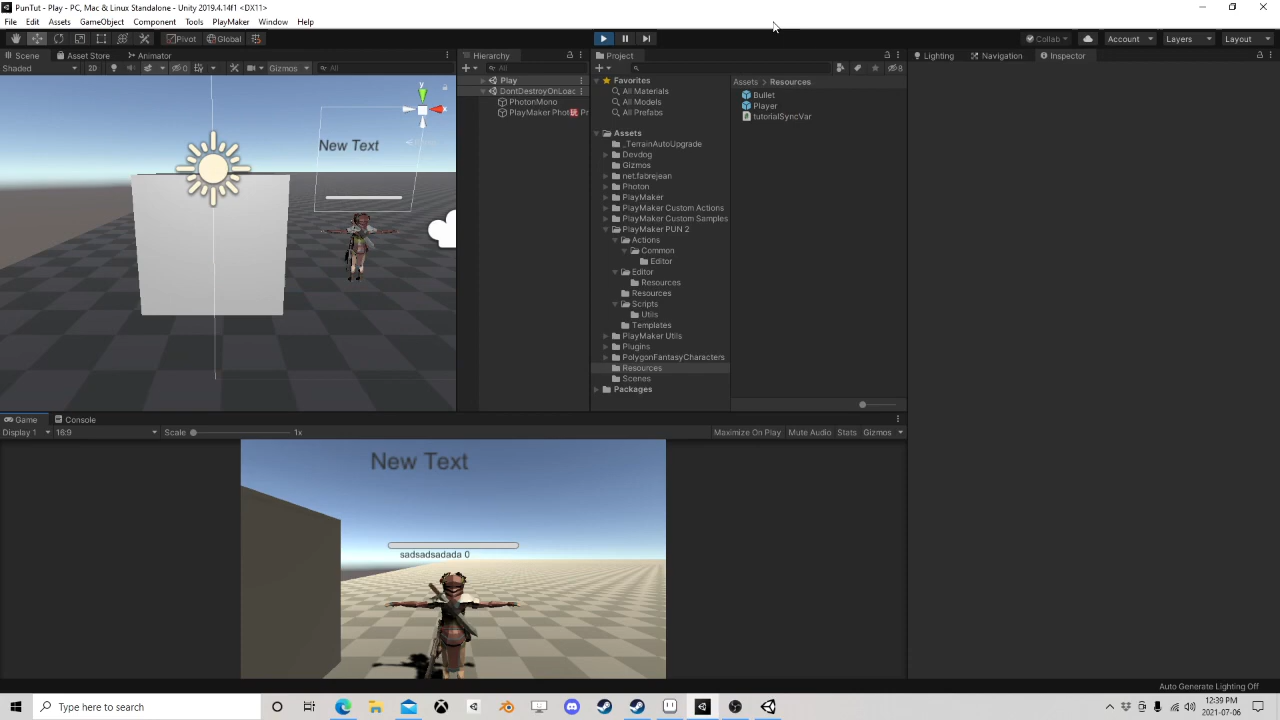 PunTut - Play - PC, Mac & Linux Standalone - Unity 2019.4.14f1 <DX11>
File Edit Assets GameObject Component Tools PlayMaker Window Help
Pivot Global Collab Account Layers Layout
Scene Asset Store Animator Hierarchy Project Lighting Navigation Inspector
Shaded 2D 0 Gizmos All All 8
Play
DontDestroyOnLoad
PhotonMono
Favorites
All Materials
All Models
All Prefabs
Assets
_TerrainAutoUpgrade
Devdog
Gizmos
net.fabrejean
Photon
PlayMaker
PlayMaker Custom Actions
PlayMaker Custom Samples
PlayMaker PUN 2
Actions
Common
Editor
Editor
Resources
Resources
Scripts
Utils
Templates
PlayMaker Utils
Plugins
PolygonFantasyCharacters
Resources
Scenes
Packages
Assets > Resources
Bullet
Player
tutorialSyncVar
y
x
New Text
Game Console
Display 1 16:9 Scale 1x Maximize On Play Mute Audio Stats Gizmos
New Text
sadsadsadada 0
Auto Generate Lighting Off
Type here to search
12:39 PM
2021-07-06